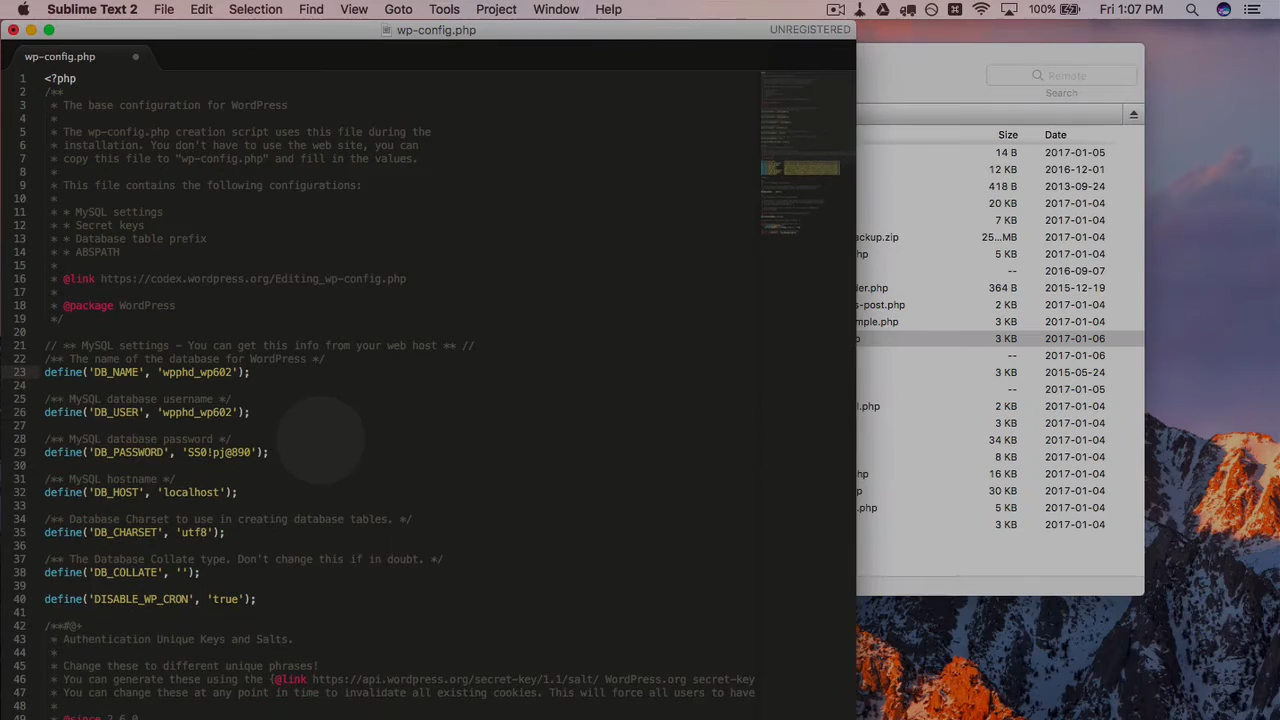 Sublime Text File Edit Selection Find View Goto Tools Project Window Help 100% Fri 1:07 PM
wp-config.php UNREGISTERED
wp-config.php
1 <?php
2 /**
3 * The base configuration for WordPress
4 *
5 * The wp-config.php creation script uses this file during the
6 * installation. You don't have to use the web site, you can
7 * copy this file to "wp-config.php" and fill in the values.
8 *
9 * This file contains the following configurations:
10 *
11 * * MySQL settings
12 * * Secret keys
13 * * Database table prefix
14 * * ABSPATH
15 *
16 * @link https://codex.wordpress.org/Editing_wp-config.php
17 *
18 * @package WordPress
19 */
20
21 // ** MySQL settings - You can get this info from your web host ** //
22 /** The name of the database for WordPress */
23 define('DB_NAME', 'wpphd_wp602');
24
25 /** MySQL database username */
26 define('DB_USER', 'wpphd_wp602');
27
28 /** MySQL database password */
29 define('DB_PASSWORD', 'SS0!pj@890');
30
31 /** MySQL hostname */
32 define('DB_HOST', 'localhost');
33
34 /** Database Charset to use in creating database tables. */
35 define('DB_CHARSET', 'utf8');
36
37 /** The Database Collate type. Don't change this if in doubt. */
38 define('DB_COLLATE', '');
39
40 define('DISABLE_WP_CRON', 'true');
41
42 /**#@+
43 * Authentication Unique Keys and Salts.
44 *
45 * Change these to different unique phrases!
46 * You can generate these using the {@link https://api.wordpress.org/secret-key/1.1/salt/ WordPress.org secret-key
47 * You can change these at any point in time to invalidate all existing cookies. This will force all users to have
48 *
49 * @since 2.6.0
Remote
Search
Size Date
14 B 2017-01-05
12 KB 2016-12-01
418 B 2013-09-24
20 KB 2017-01-04
7 KB 2017-01-04
ackup.zip 25...MB 2017-01-04
hp 5 KB 2017-01-04
-- 2016-09-07
der.php 364 B 2015-12-19
s-post.php 2 KB 2017-01-04
mple.php 3 KB 2017-01-04
p 3 KB 2017-01-06
-- 2017-01-06
3 KB 2015-05-24
-- 2017-01-05
il.php 2 KB 2017-01-04
3 KB 2017-01-04
34 KB 2017-01-04
8 KB 2017-01-04
hp 16 KB 2017-01-04
p 30 KB 2017-01-04
.php 5 KB 2017-01-04
3 KB 2017-01-04